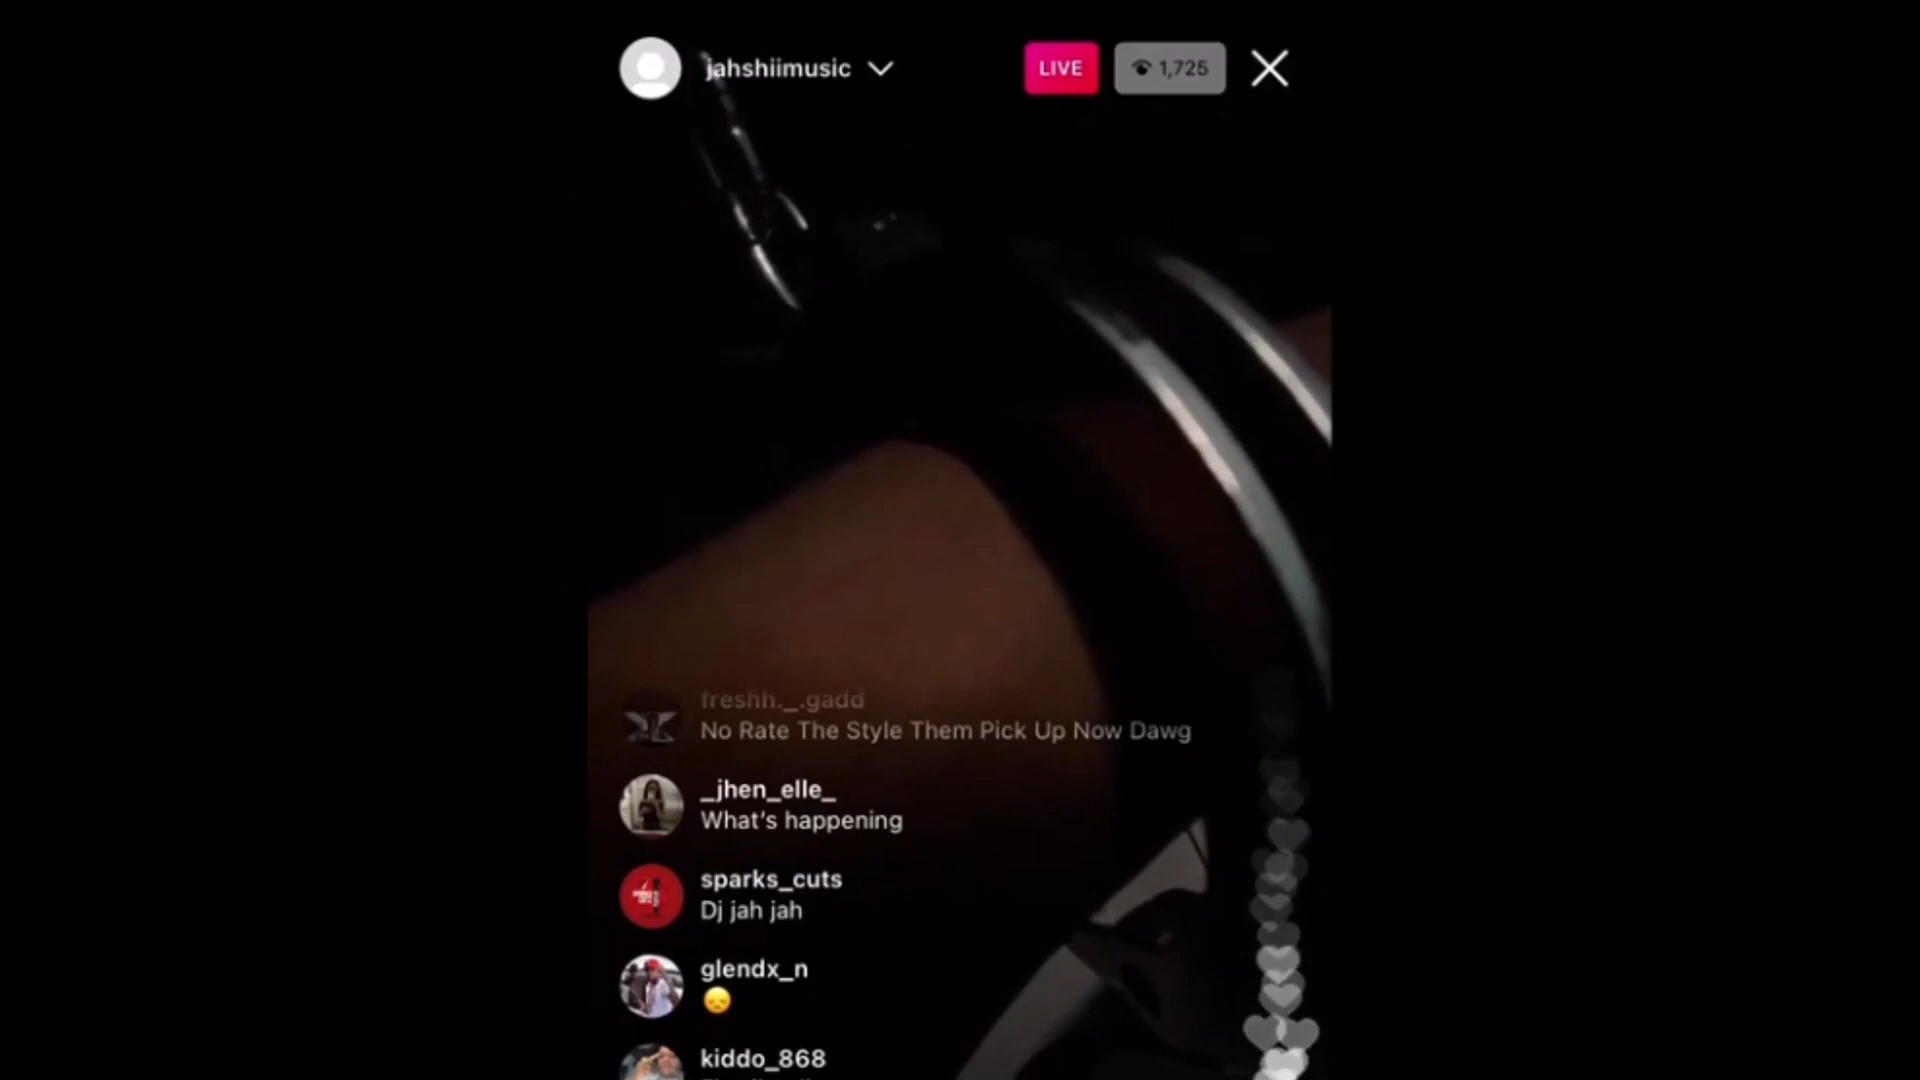 jahshiimusic
LIVE
1,725
freshh._.gadd
No Rate The Style Them Pick Up Now Dawg
_jhen_elle_
What's happening
sparks_cuts
Dj jah jah
glendx_n
😞
kiddo_868